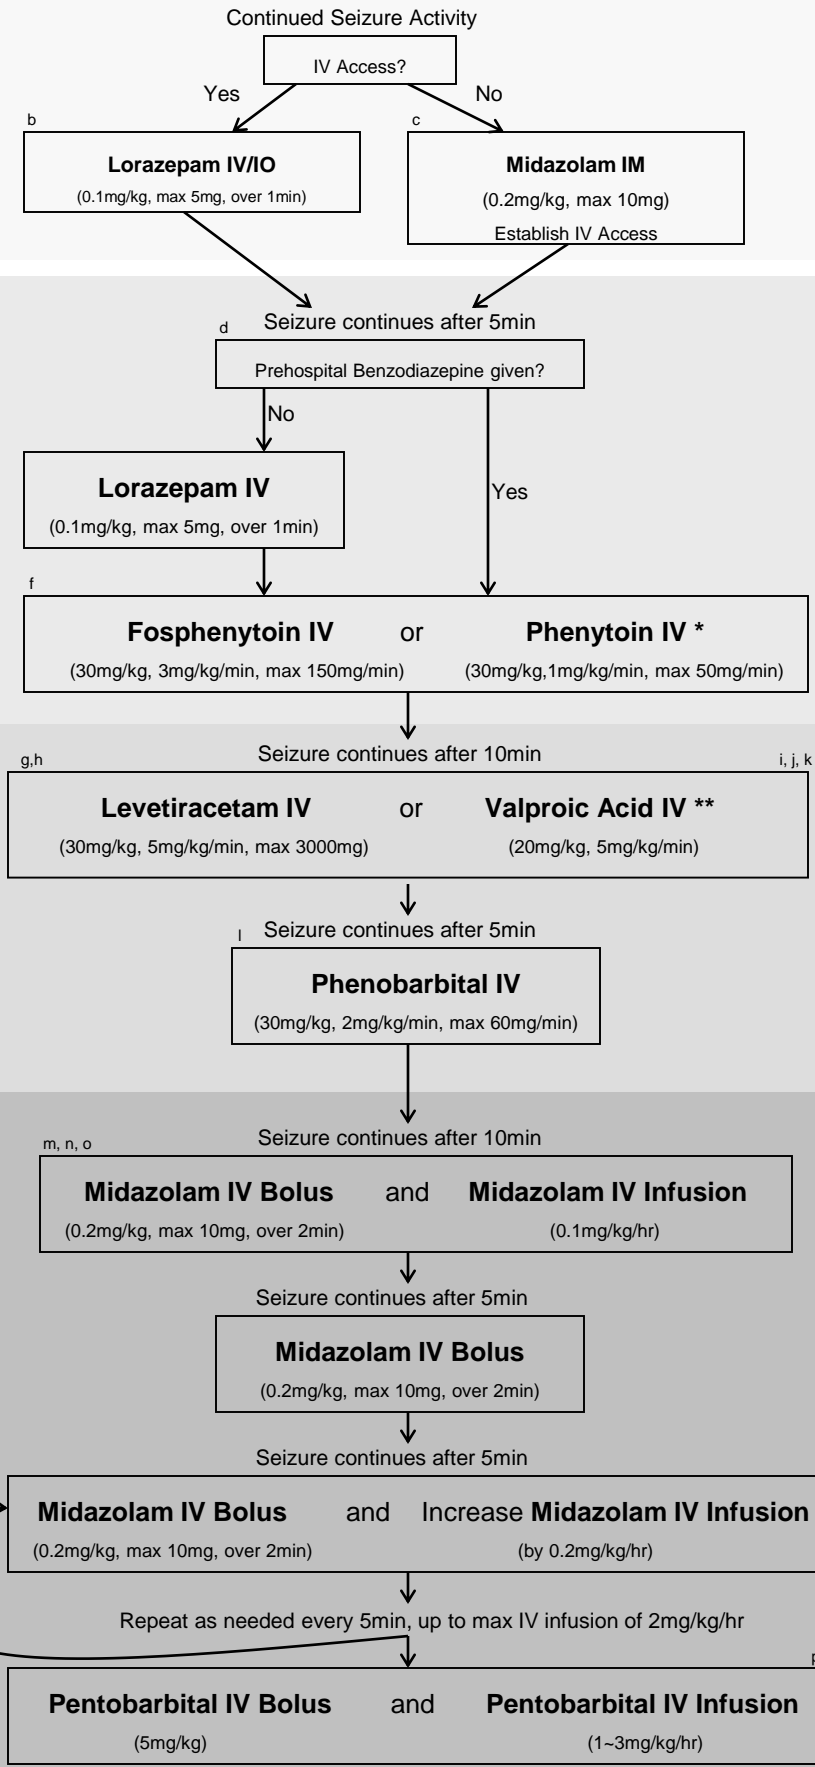 Continued Seizure Activity
IV Access?
Yes
No
b
c
Lorazepam IV/IO
(0.1mg/kg, max 5mg, over 1min)
Midazolam IM
(0.2mg/kg, max 10mg)
Establish IV Access
d
Seizure continues after 5min
Prehospital Benzodiazepine given?
No
Yes
Lorazepam IV
(0.1mg/kg, max 5mg, over 1min)
f
Fosphenytoin IV or Phenytoin IV *
(30mg/kg, 3mg/kg/min, max 150mg/min) (30mg/kg,1mg/kg/min, max 50mg/min)
Seizure continues after 10min
g,h
i, j, k
Levetiracetam IV or Valproic Acid IV **
(30mg/kg, 5mg/kg/min, max 3000mg) (20mg/kg, 5mg/kg/min)
l
Seizure continues after 5min
Phenobarbital IV
(30mg/kg, 2mg/kg/min, max 60mg/min)
m, n, o
Seizure continues after 10min
Midazolam IV Bolus and Midazolam IV Infusion
(0.2mg/kg, max 10mg, over 2min) (0.1mg/kg/hr)
Seizure continues after 5min
Midazolam IV Bolus
(0.2mg/kg, max 10mg, over 2min)
Seizure continues after 5min
Midazolam IV Bolus and Increase Midazolam IV Infusion
(0.2mg/kg, max 10mg, over 2min) (by 0.2mg/kg/hr)
Repeat as needed every 5min, up to max IV infusion of 2mg/kg/hr
p
Pentobarbital IV Bolus and Pentobarbital IV Infusion
(5mg/kg) (1~3mg/kg/hr)